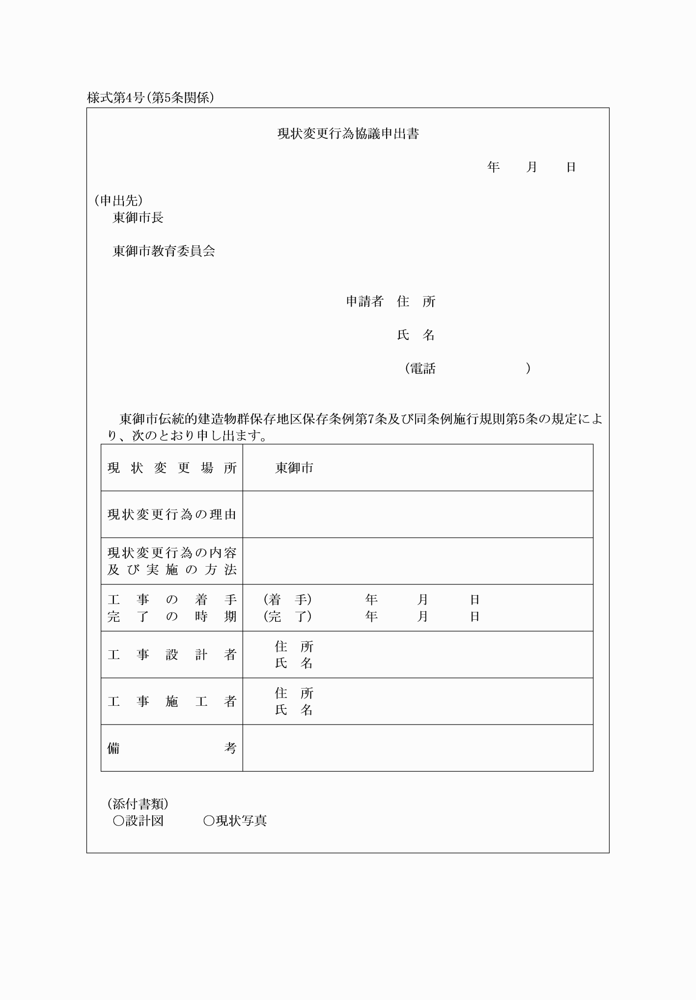 様式第4号(第5条関係)
現状変更行為協議申出書
年　　月　　日
(申出先)
東御市長
東御市教育委員会
申請者　住　所
氏　名
(電話　　　　　　　)
東御市伝統的建造物群保存地区保存条例第7条及び同条例施行規則第5条の規定によ
り、次のとおり申し出ます。
現状変更場所　東御市
現状変更行為の理由
現状変更行為の内容
及び実施の方法
工事の着手　(着　手)　　　　年　　　月　　　日
完了の時期　(完　了)　　　　年　　　月　　　日
工事設計者
住　所
氏　名
工事施工者
住　所
氏　名
備考
(添付書類)
○設計図　　　○現状写真